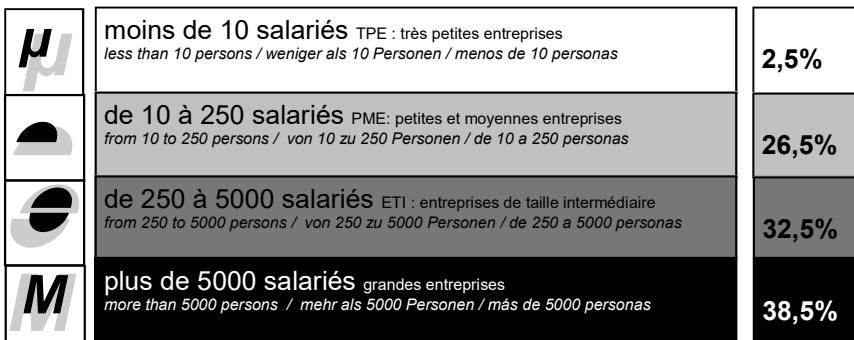 µ
moins de 10 salariés TPE : très petites entreprises
less than 10 persons / weniger als 10 Personen / menos de 10 personas
2,5%
de 10 à 250 salariés PME: petites et moyennes entreprises
from 10 to 250 persons / von 10 zu 250 Personen / de 10 a 250 personas
26,5%
de 250 à 5000 salariés ETI : entreprises de taille intermédiaire
from 250 to 5000 persons / von 250 zu 5000 Personen / de 250 a 5000 personas
32,5%
M
plus de 5000 salariés grandes entreprises
more than 5000 persons / mehr als 5000 Personen / más de 5000 personas
38,5%